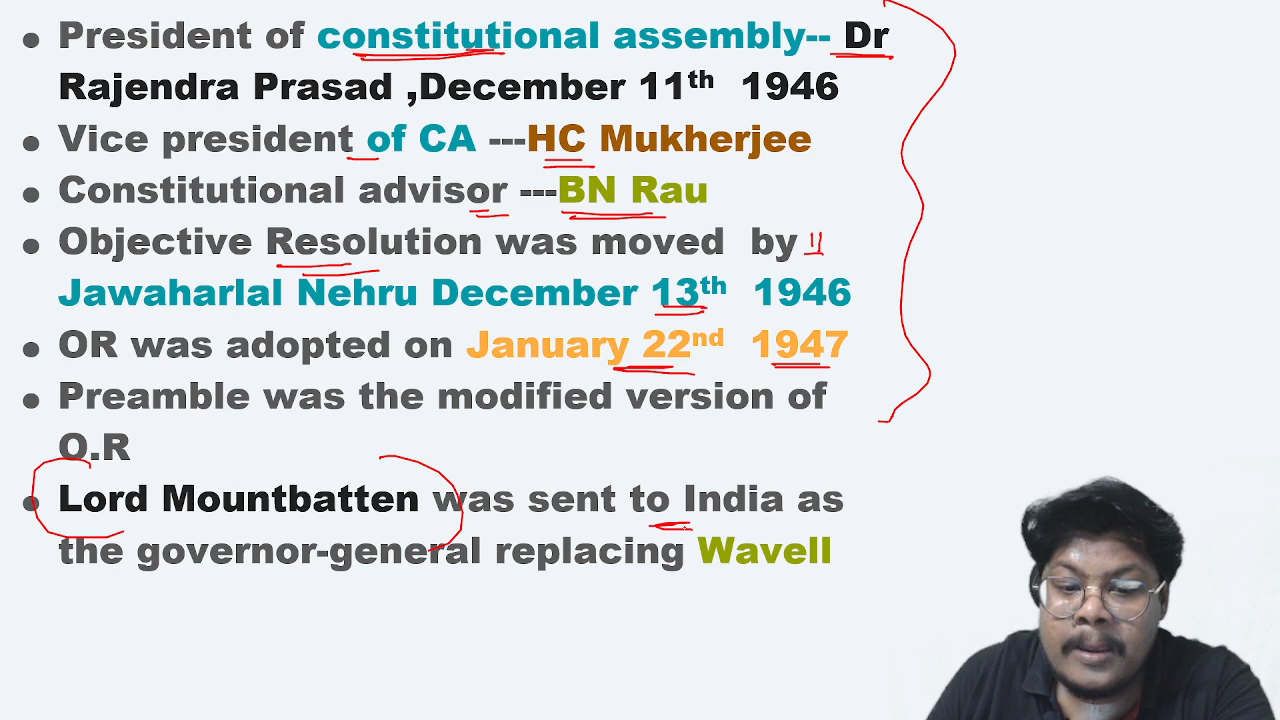 President of constitutional assembly-- Dr
Rajendra Prasad ,December 11th 1946
Vice president of CA ---HC Mukherjee
Constitutional advisor ---BN Rau
Objective Resolution was moved by
Jawaharlal Nehru December 13th 1946
OR was adopted on January 22nd 1947
Preamble was the modified version of
O.R
Lord Mountbatten was sent to India as
the governor-general replacing Wavell